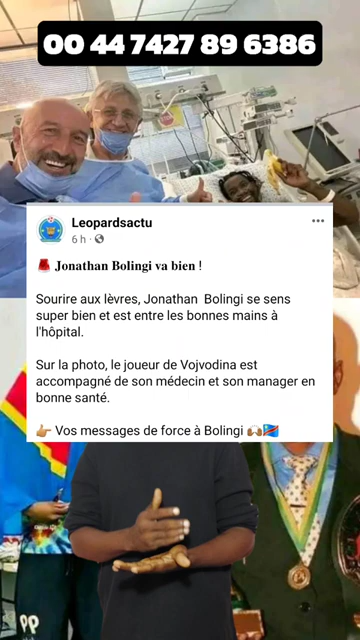 00 44 7427 89 6386
Leopardsactu
6 h ·
𝐉𝐨𝐧𝐚𝐭𝐡𝐚𝐧 𝐁𝐨𝐥𝐢𝐧𝐠𝐢 𝐯𝐚 𝐛𝐢𝐞𝐧 !
Sourire aux lèvres, Jonathan Bolingi se sens
super bien et est entre les bonnes mains à
l'hôpital.
Sur la photo, le joueur de Vojvodina est
accompagné de son médecin et son manager en
bonne santé.
👉 Vos messages de force à Bolingi 🙌🇨🇩